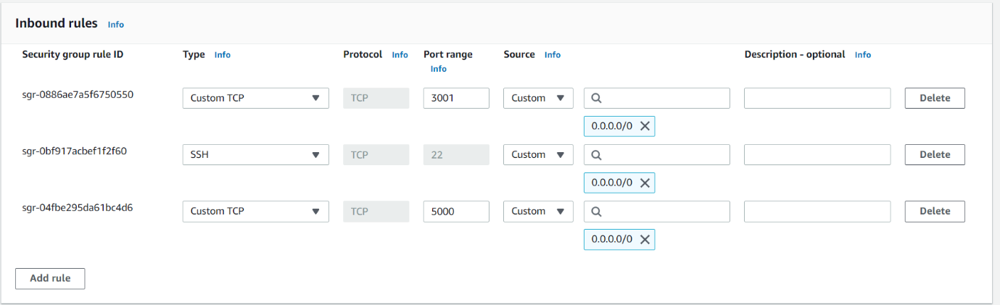 Inbound rules Info
Security group rule ID Type Info Protocol Info Port range Info Source Info Description - optional Info
sgr-0886ae7a5f6750550 Custom TCP TCP 3001 Custom Delete
0.0.0.0/0
sgr-0bf917acbef1f2f60 SSH TCP 22 Custom Delete
0.0.0.0/0
sgr-04fbe295da61bc4d6 Custom TCP TCP 5000 Custom Delete
0.0.0.0/0
Add rule